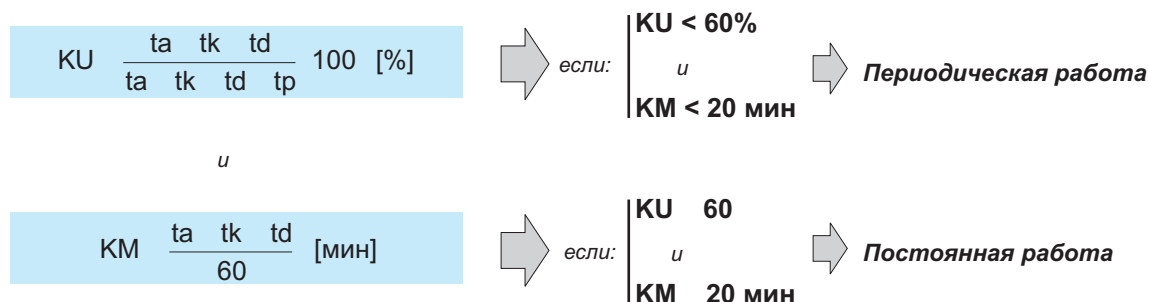 KU < 60%
ta tk td
KU 100 [%] если: и Периодическая работа
ta tk td tp
KM < 20 мин
и
KU 60
ta tk td
KM [мин] если: и Постоянная работа
60
KM 20 мин